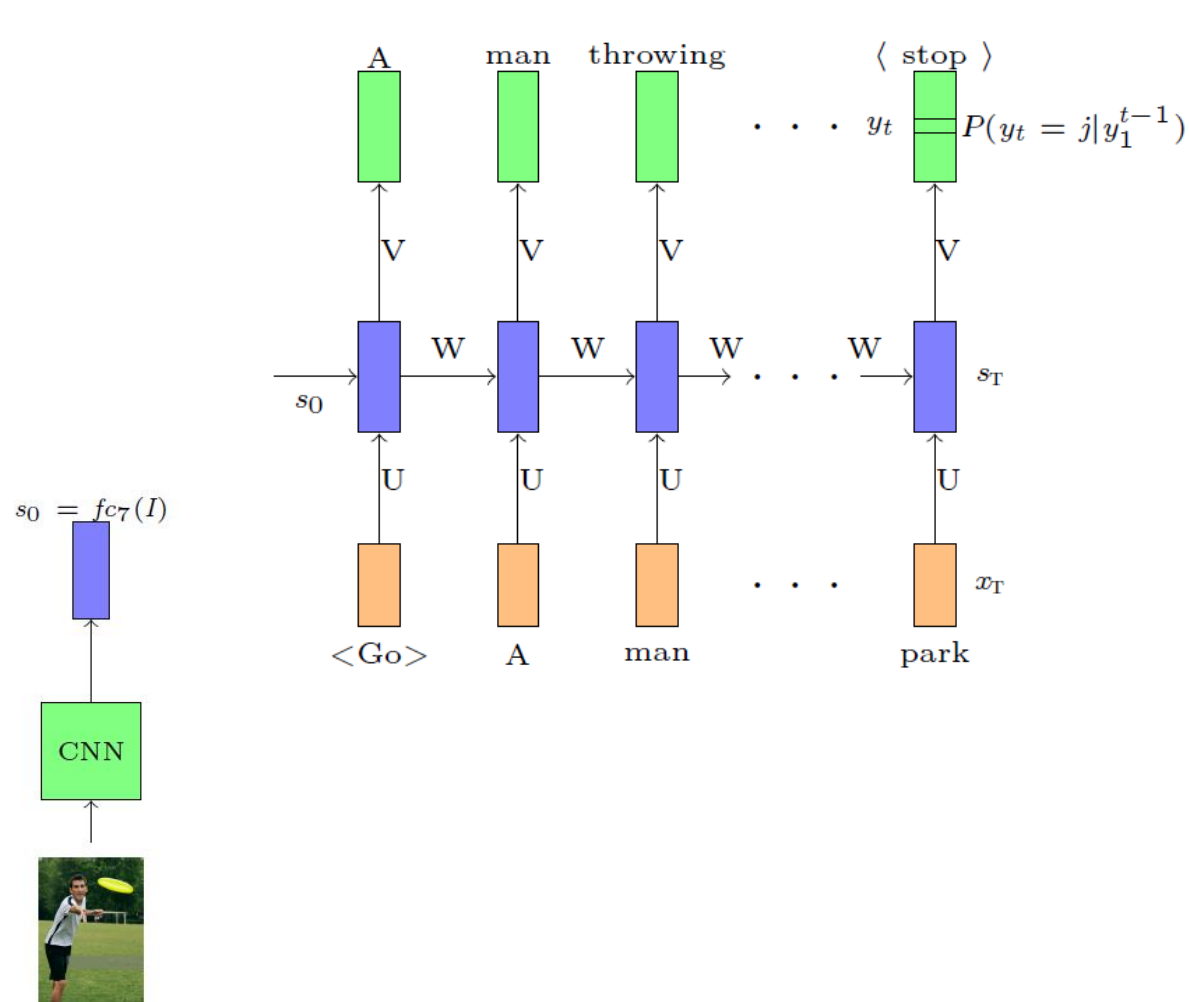 A man throwing ⟨ stop ⟩
. . . y_t P(y_t = j|y_1^{t−1})
V V V V
W W W W
s_0 . . . s_T
U U U U
s_0 = fc_7(I)
. . . x_T
<Go> A man park
CNN